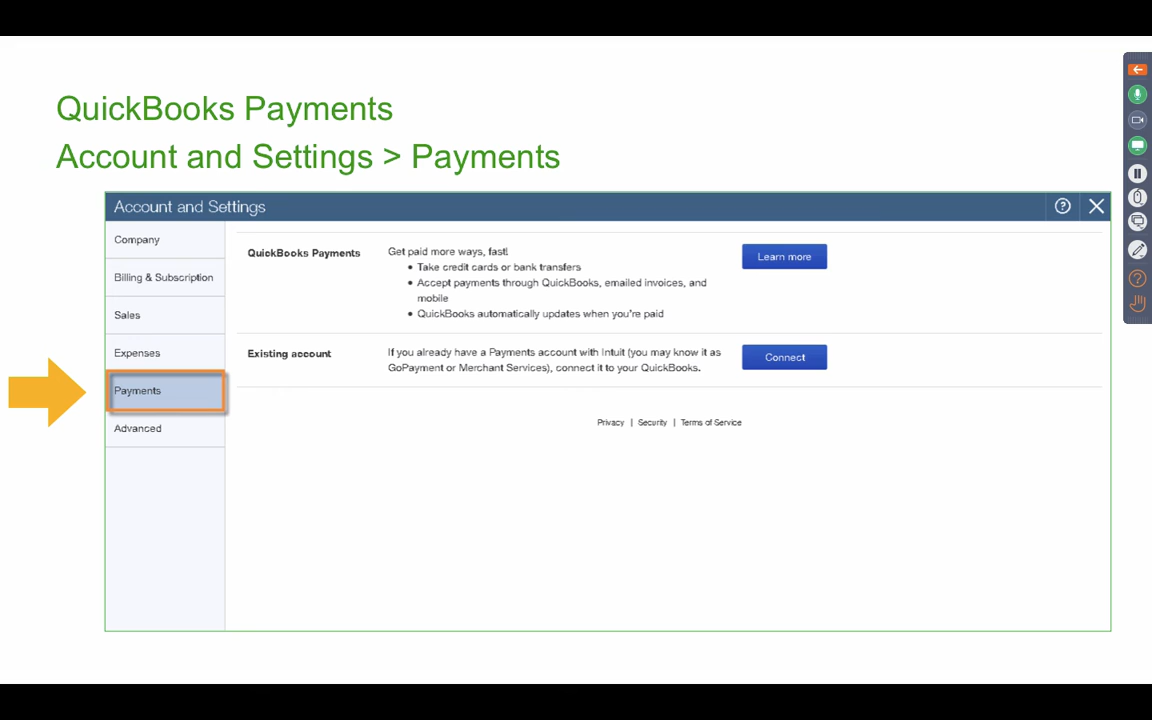 QuickBooks Payments
Account and Settings > Payments
Account and Settings
Company
Billing & Subscription
Sales
Expenses
Payments
Advanced
QuickBooks Payments
Get paid more ways, fast!
• Take credit cards or bank transfers
• Accept payments through QuickBooks, emailed invoices, and
mobile
• QuickBooks automatically updates when you're paid
Learn more
Existing account
If you already have a Payments account with Intuit (you may know it as
GoPayment or Merchant Services), connect it to your QuickBooks.
Connect
Privacy | Security | Terms of Service